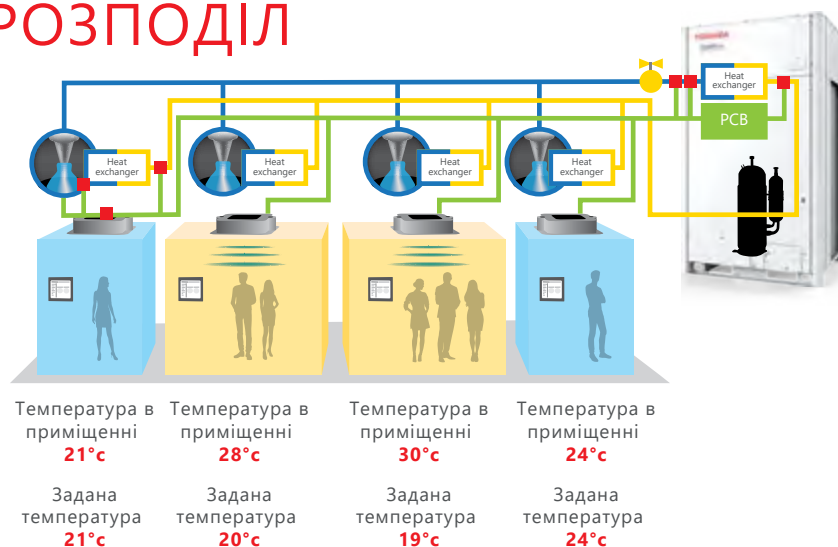 РОЗПОДІЛ
TOSHIBA
Heat
exchanger
PCB
Heat
exchanger
Heat
exchanger
Heat
exchanger
Heat
exchanger
Температура в
приміщенні
21°c
Задана
температура
21°c
Температура в
приміщенні
28°c
Задана
температура
20°c
Температура в
приміщенні
30°c
Задана
температура
19°c
Температура в
приміщенні
24°c
Задана
температура
24°c